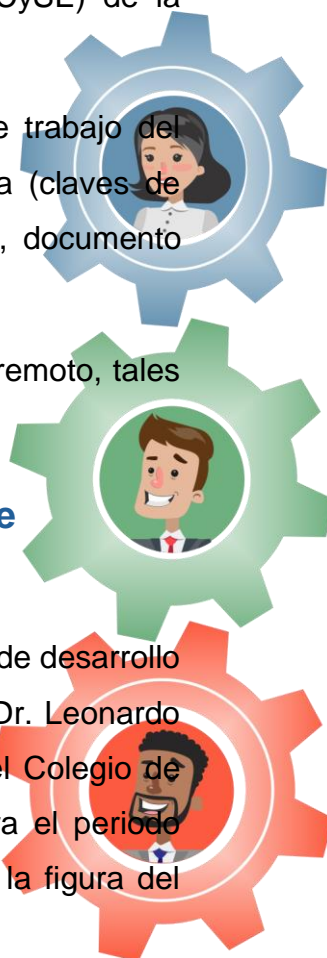 CySE) de la
e trabajo del
a (claves de
, documento
remoto, tales
e
de desarrollo
Dr. Leonardo
el Colegio de
ra el periodo
la figura del